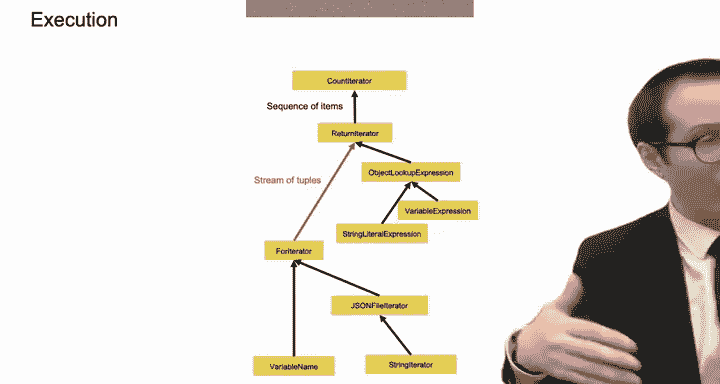 Execution
CountIterator
Sequence of items
ReturnIterator
ObjectLookupExpression
Stream of tuples
VariableExpression
StringLiteralExpression
ForIterator
JSONFileIterator
VariableName
StringIterator